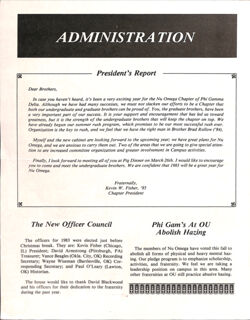 ADMINISTRATION
President's Report
Dear Brothers,
In case you haven't heard, it's been a very exciting year for the Nu Omega Chapter of Phi Gamma
Delta. Although we have had many successes, we must not slacken our efforts to be a Chapter that
both our undergraduate and graduate brothers can be proud of. You, the graduate brothers, have been
a very important part of our success. It is your support and encouragement that has led us toward
greatness, but it is the strength of the undergraduate brothers that will keep the chapter on top. We
have already begun our summer rush program, which promises to be our most successful rush ever.
Organization is the key to rush, and we feel that we have the right man in Brother Brad Rollow ('84).
Myself and the new cabinet are looking forward to the upcoming year; we have great plans for Nu
Omega, and we are anxious to carry them out. Two of the areas that we are going to give special atten-
tion to are increased committee organization and greater involvement in Campus activities.
Finally, I look forward to meeting all of you at Pig Dinner on March 26th. I would like to encourage
you to come and meet the undergraduate brothers. We are confident that 1983 will be a great year for
Nu Omega.
Fraternally,
Kevin W. Fisher, '85
Chapter President
The New Officer Council
The officers for 1983 were elected just before
Christmas break. They are: Kevin Fisher (Chicago,
IL) President; David Armstrong (Pittsburgh, PA)
Treasurer; Vance Beagles (Okla. City, OK) Recording
Secretary; Wayne Wiseman (Bartlesville, OK) Cor-
responding Secretary; and Paul O'Leary (Lawton,
OK) Historian.
The house would like to thank David Blackwood
and his officers for their dedication to the fraternity
during the past year.
Phi Gam's At OU
Abolish Hazing
The members of Nu Omega have voted this fall to
abolish all forms of physical and heavy mental haz-
ing. Our pledge program is to emphasize scholarship,
activities, and fraternity. We feel we are taking a
leadership position on campus in this area. Many
other fraternities at OU still practice abusive hazing.